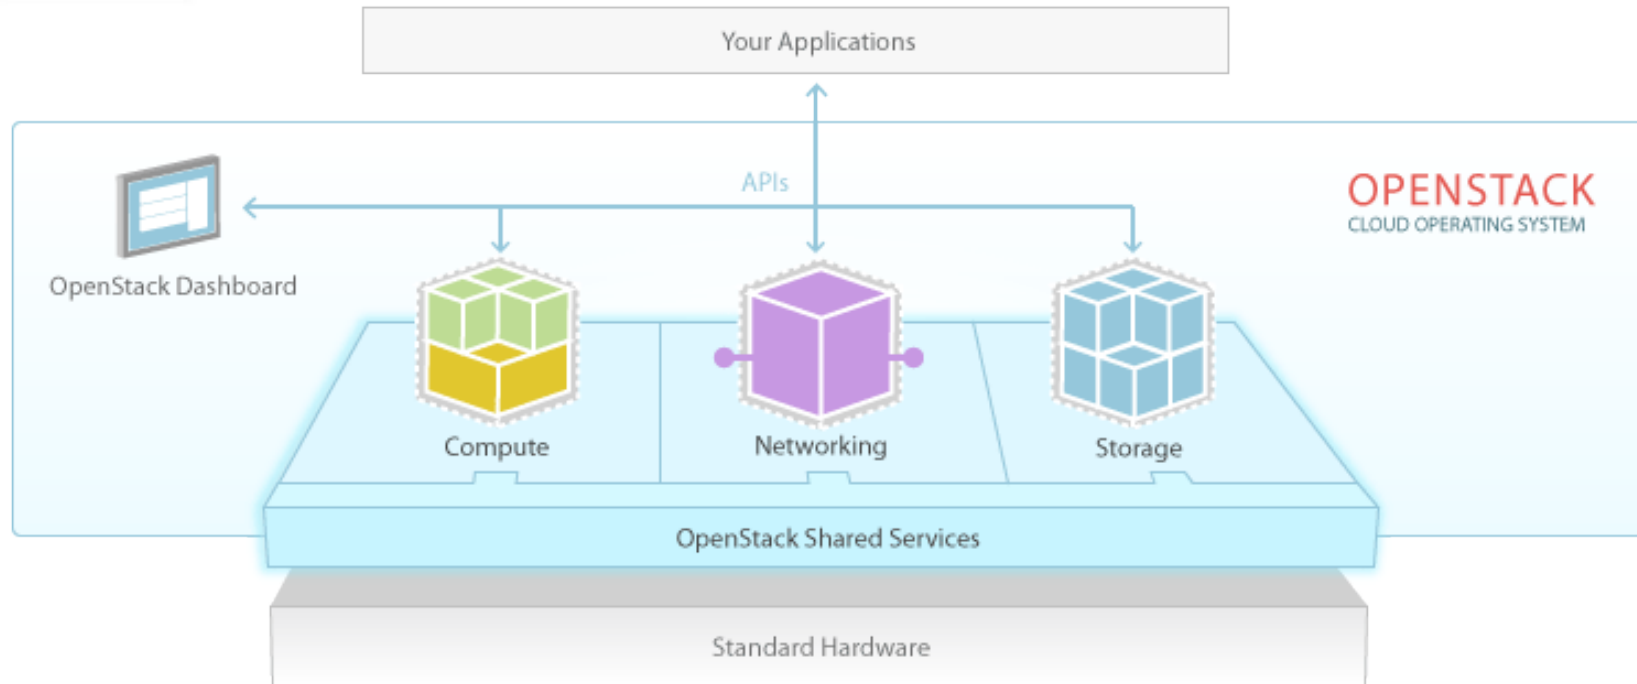 Your Applications
APIs
OPENSTACK
CLOUD OPERATING SYSTEM
OpenStack Dashboard
Compute
Networking
Storage
OpenStack Shared Services
Standard Hardware